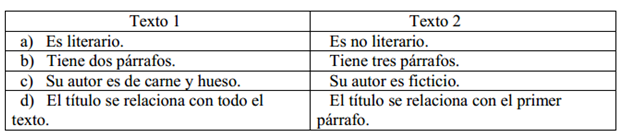 Texto 1 Texto 2
a) Es literario. Es no literario.
b) Tiene dos párrafos. Tiene tres párrafos.
c) Su autor es de carne y hueso. Su autor es ficticio.
d) El título se relaciona con todo el El título se relaciona con el primer
texto. párrafo.